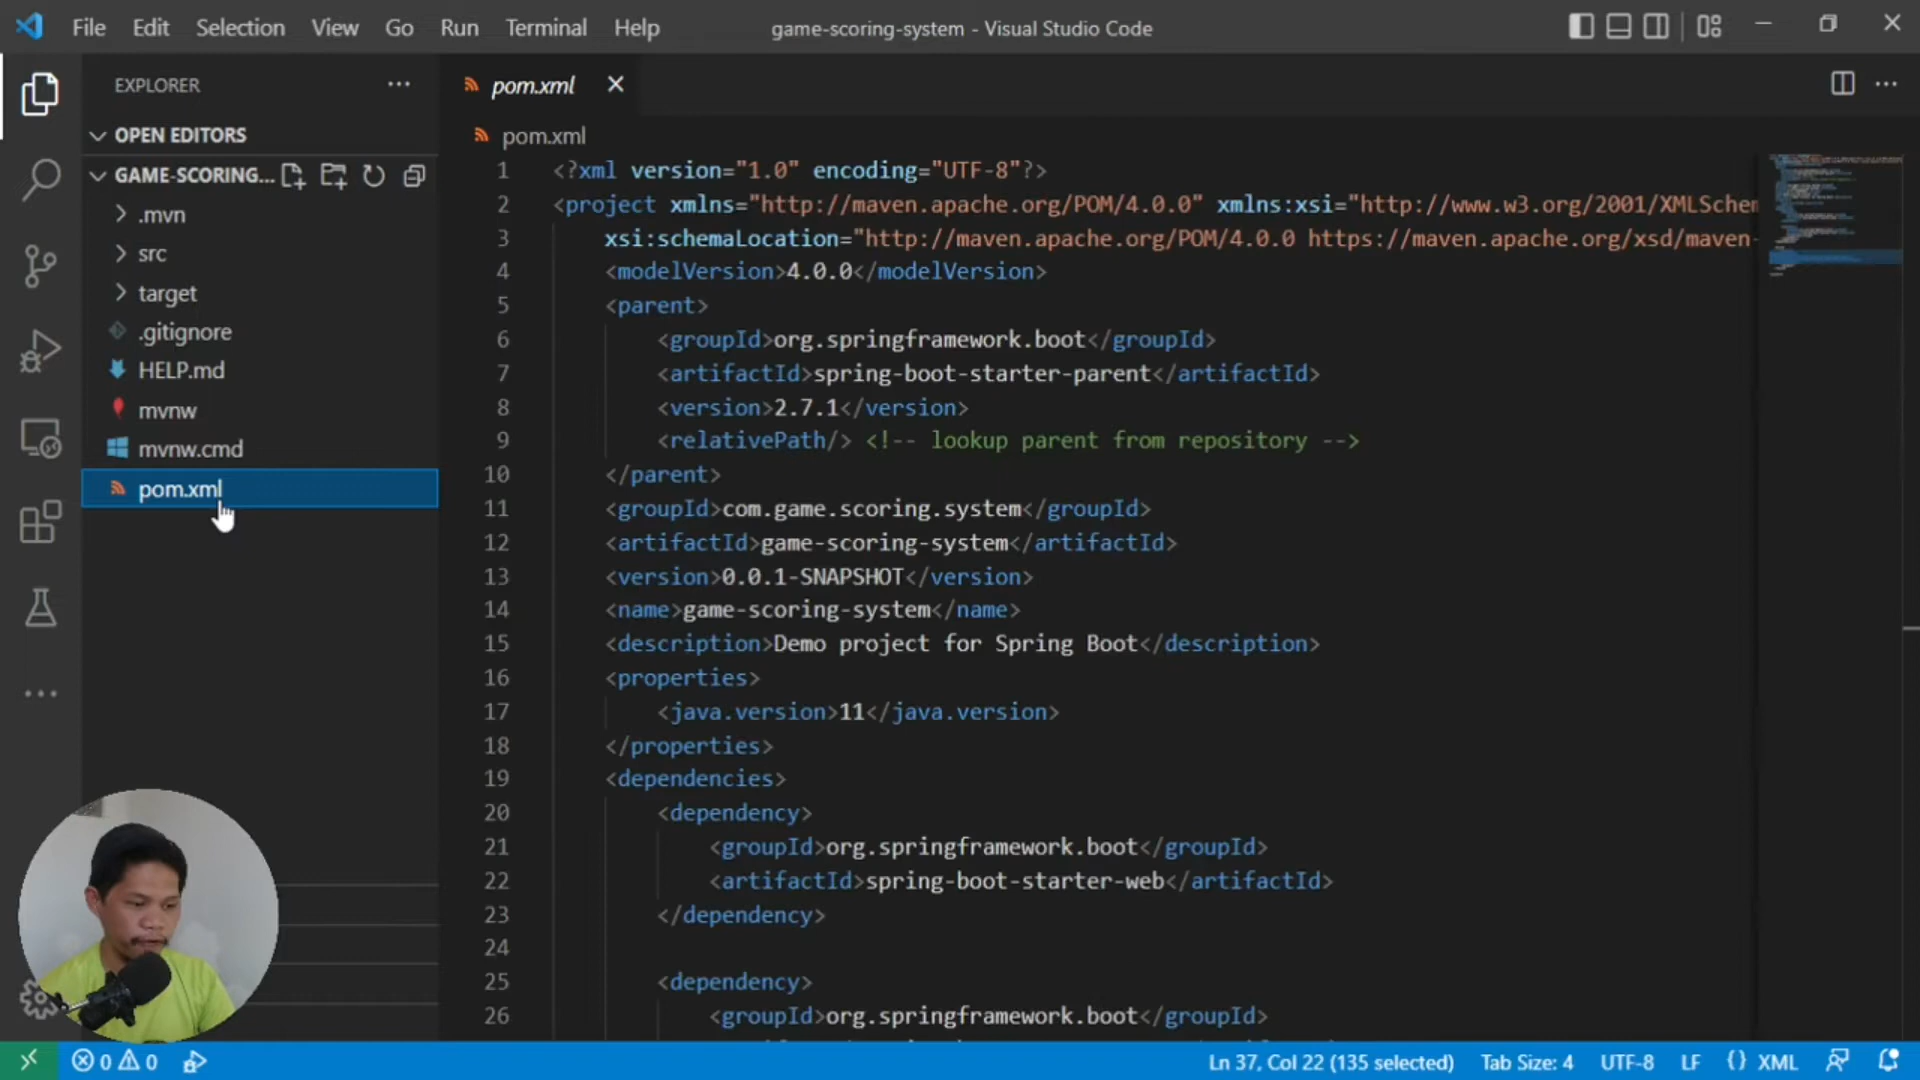 File Edit Selection View Go Run Terminal Help
game-scoring-system - Visual Studio Code
EXPLORER
OPEN EDITORS
GAME-SCORING...
.mvn
src
target
.gitignore
HELP.md
mvnw
mvnw.cmd
pom.xml
pom.xml
pom.xml
1 <?xml version="1.0" encoding="UTF-8"?>
2 <project xmlns="http://maven.apache.org/POM/4.0.0" xmlns:xsi="http://www.w3.org/2001/XMLSchem
3 xsi:schemaLocation="http://maven.apache.org/POM/4.0.0 https://maven.apache.org/xsd/maven-
4 <modelVersion>4.0.0</modelVersion>
5 <parent>
6 <groupId>org.springframework.boot</groupId>
7 <artifactId>spring-boot-starter-parent</artifactId>
8 <version>2.7.1</version>
9 <relativePath/> <!-- lookup parent from repository -->
10 </parent>
11 <groupId>com.game.scoring.system</groupId>
12 <artifactId>game-scoring-system</artifactId>
13 <version>0.0.1-SNAPSHOT</version>
14 <name>game-scoring-system</name>
15 <description>Demo project for Spring Boot</description>
16 <properties>
17 <java.version>11</java.version>
18 </properties>
19 <dependencies>
20 <dependency>
21 <groupId>org.springframework.boot</groupId>
22 <artifactId>spring-boot-starter-web</artifactId>
23 </dependency>
24
25 <dependency>
26 <groupId>org.springframework.boot</groupId>
0 0
Ln 37, Col 22 (135 selected) Tab Size: 4 UTF-8 LF {} XML